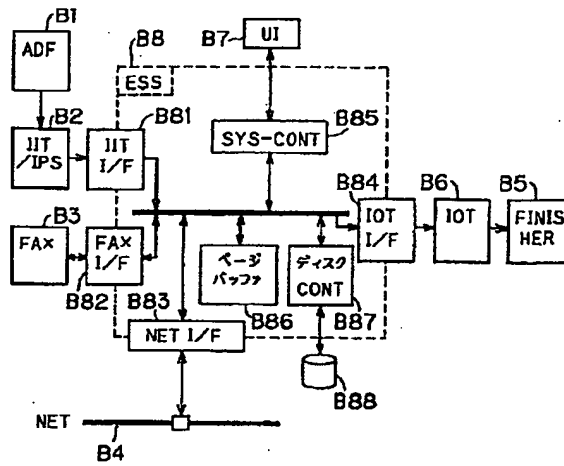 B1
ADF
B8
ESS
B7
UI
B2
IIT
/IPS
B81
IIT
I/F
B85
SYS-CONT
B3
FAX
FAX
I/F
B82
B83
NET I/F
ページ
バッファ
B86
ディスク
CONT
B87
B84
IOT
I/F
B6
IOT
B5
FINIS
HER
B88
NET
B4